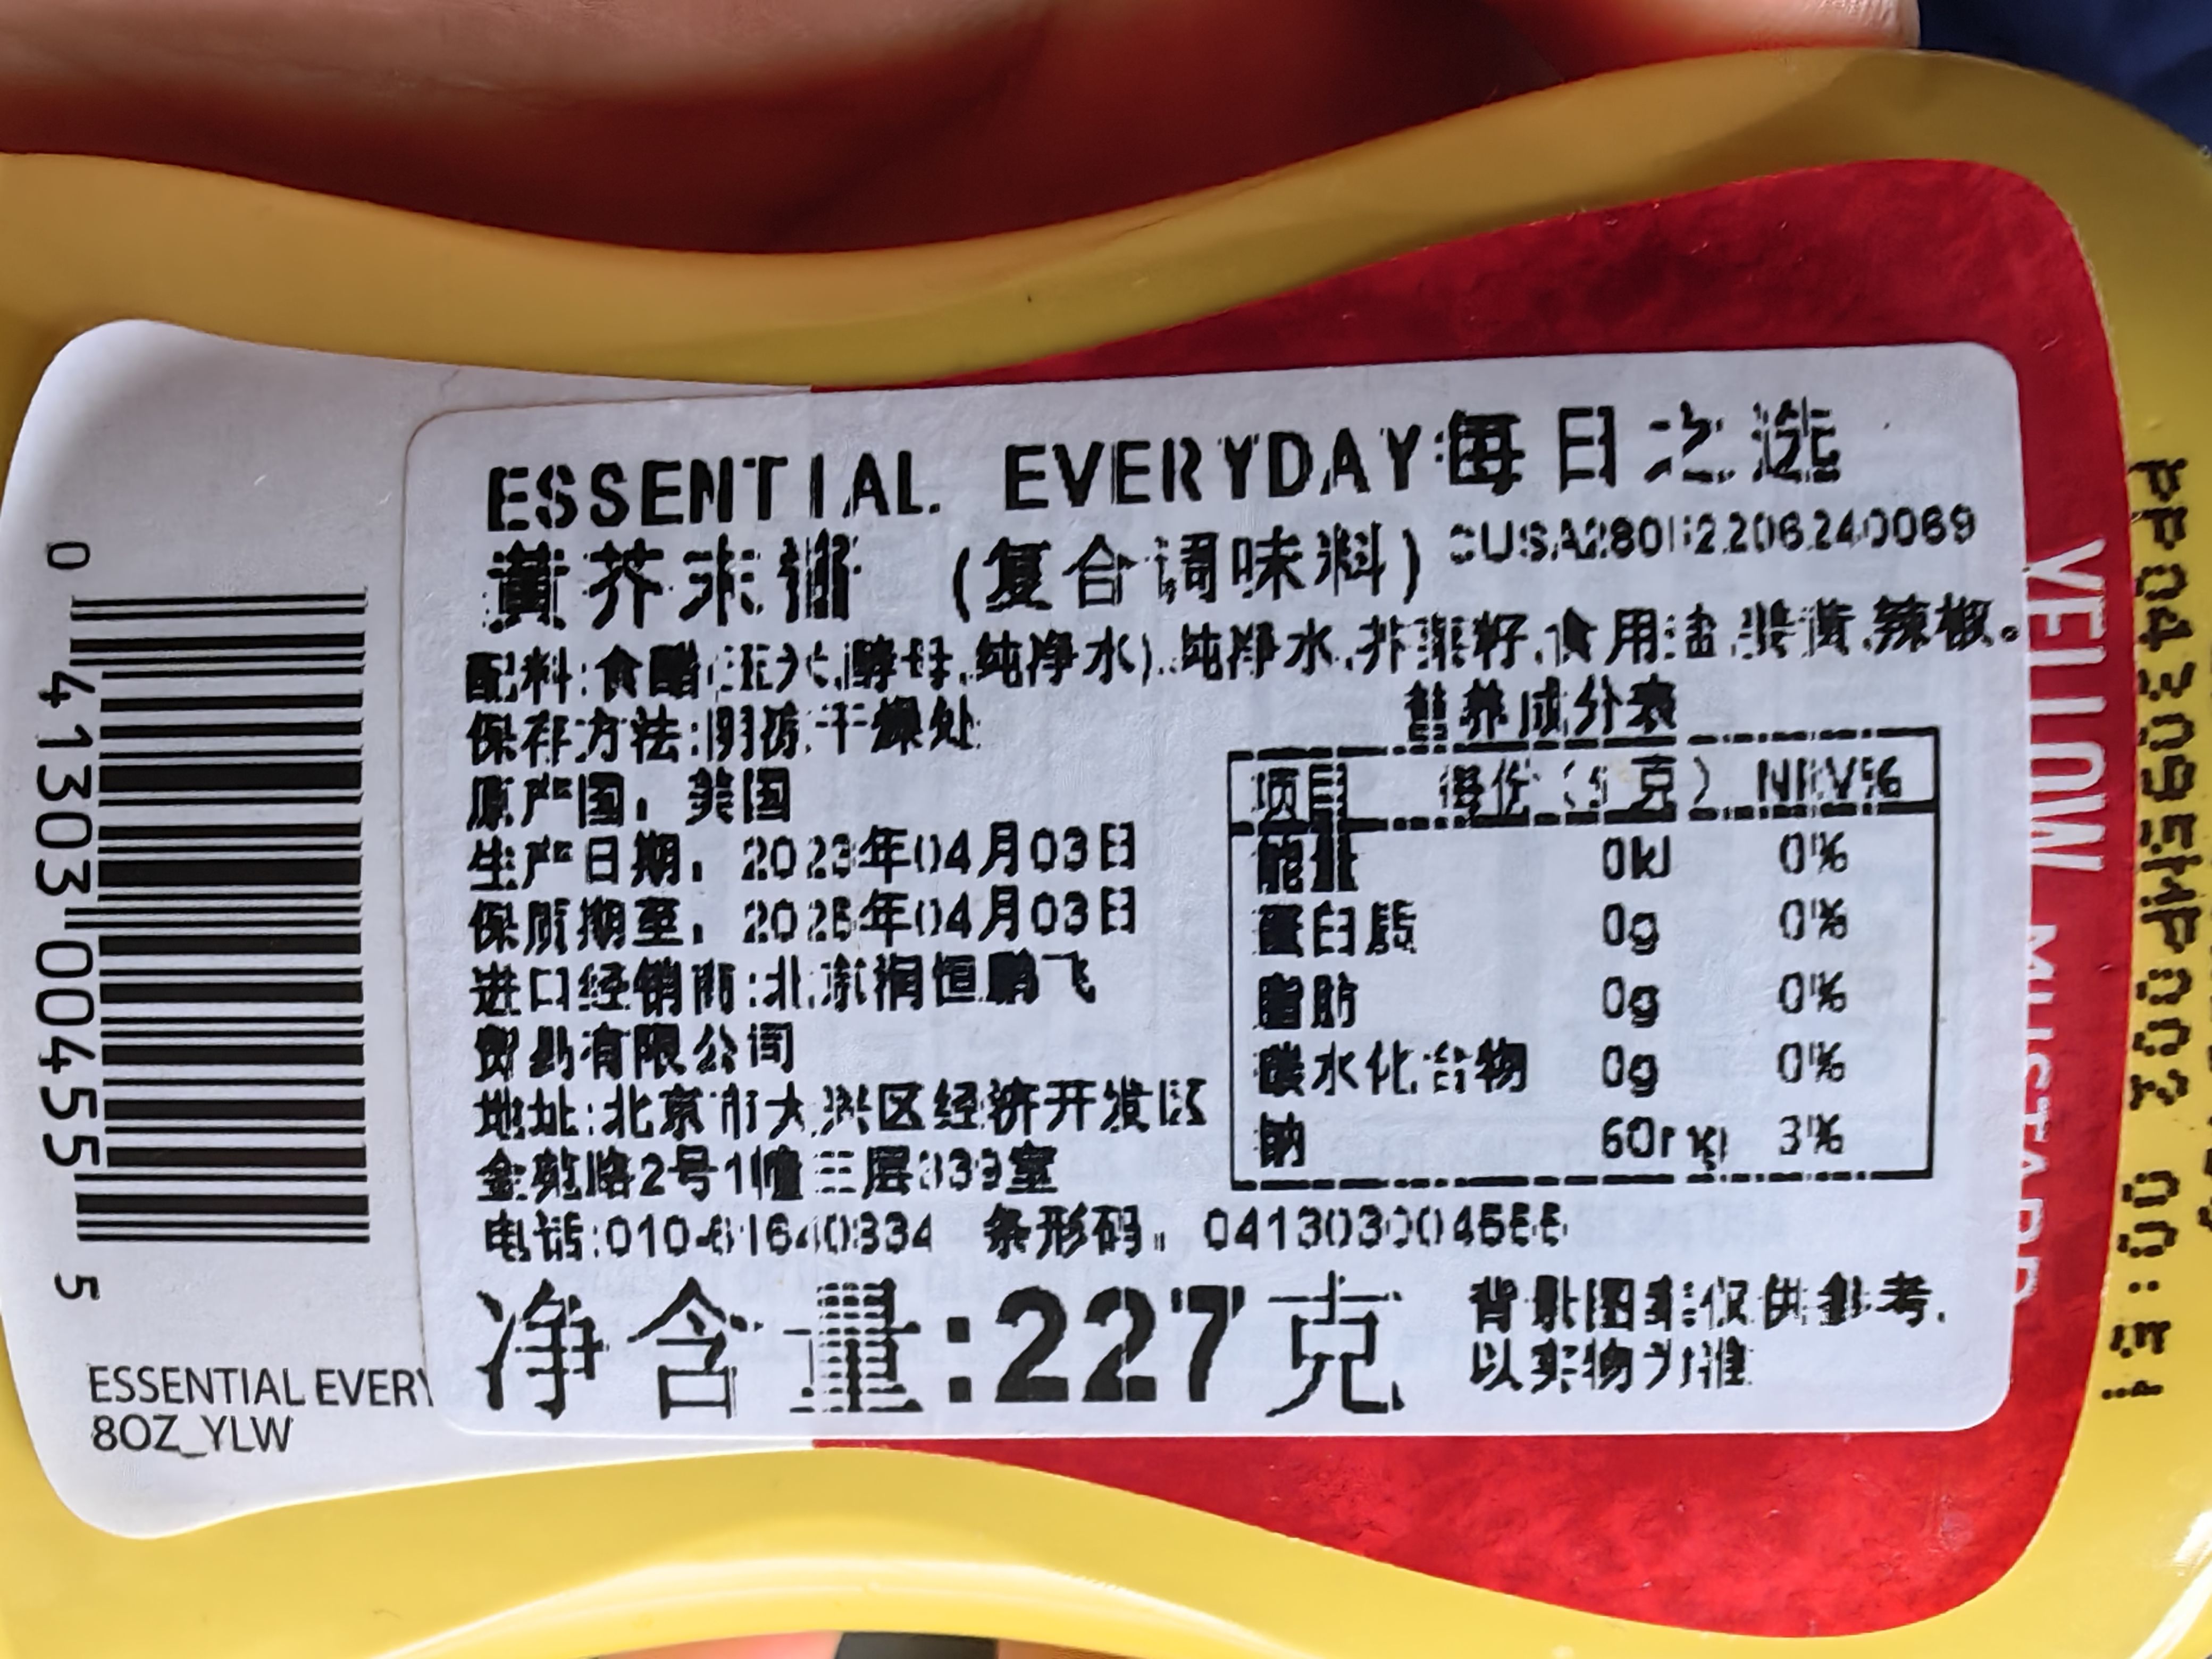 ESSENTIAL EVERYDAY每日之选
黄芥末酱 (复合调味料)
配料:食醋(玉米,酵母,纯净水),纯净水,芥菜籽,食用盐,姜黄,辣椒。
保存方法:阴凉干燥处
原产国: 美国
生产日期: 2023年04月03日
保质期至: 年04月03日
进口经销商:北京润恒鹏飞
贸易有限公司
地址:北京市大兴区经济开发区
金苑路2号1幢三层 室
电话: 条形码: 041303004555
营养成分表
项目 每份(5克) NRV%
能量 0kJ 0%
蛋白质 0g 0%
脂肪 0g 0%
碳水化合物 0g 0%
钠 60mg 3%
净含量:227克
背景图案仅供参考,
以实物为准
0 41303 00455 5
ESSENTIAL EVERY
8OZ_YLW
YELLOW MUSTARD